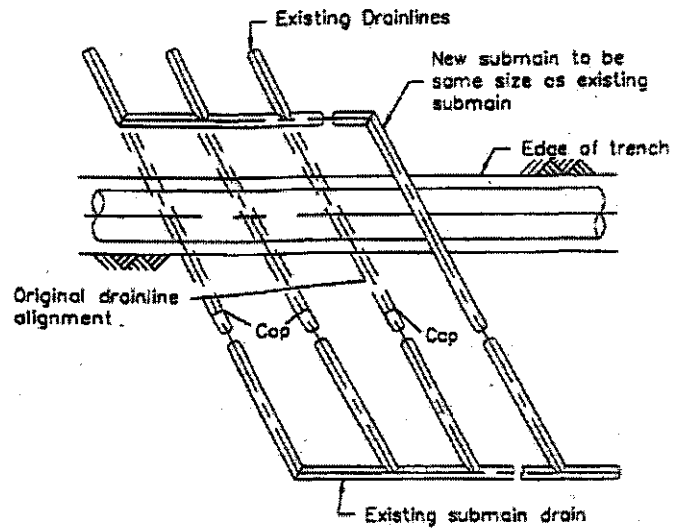 Existing Drainlines
New submain to be
same size as existing
submain
Edge of trench
Original drainline
alignment.
Cap
Cap
Existing submain drain